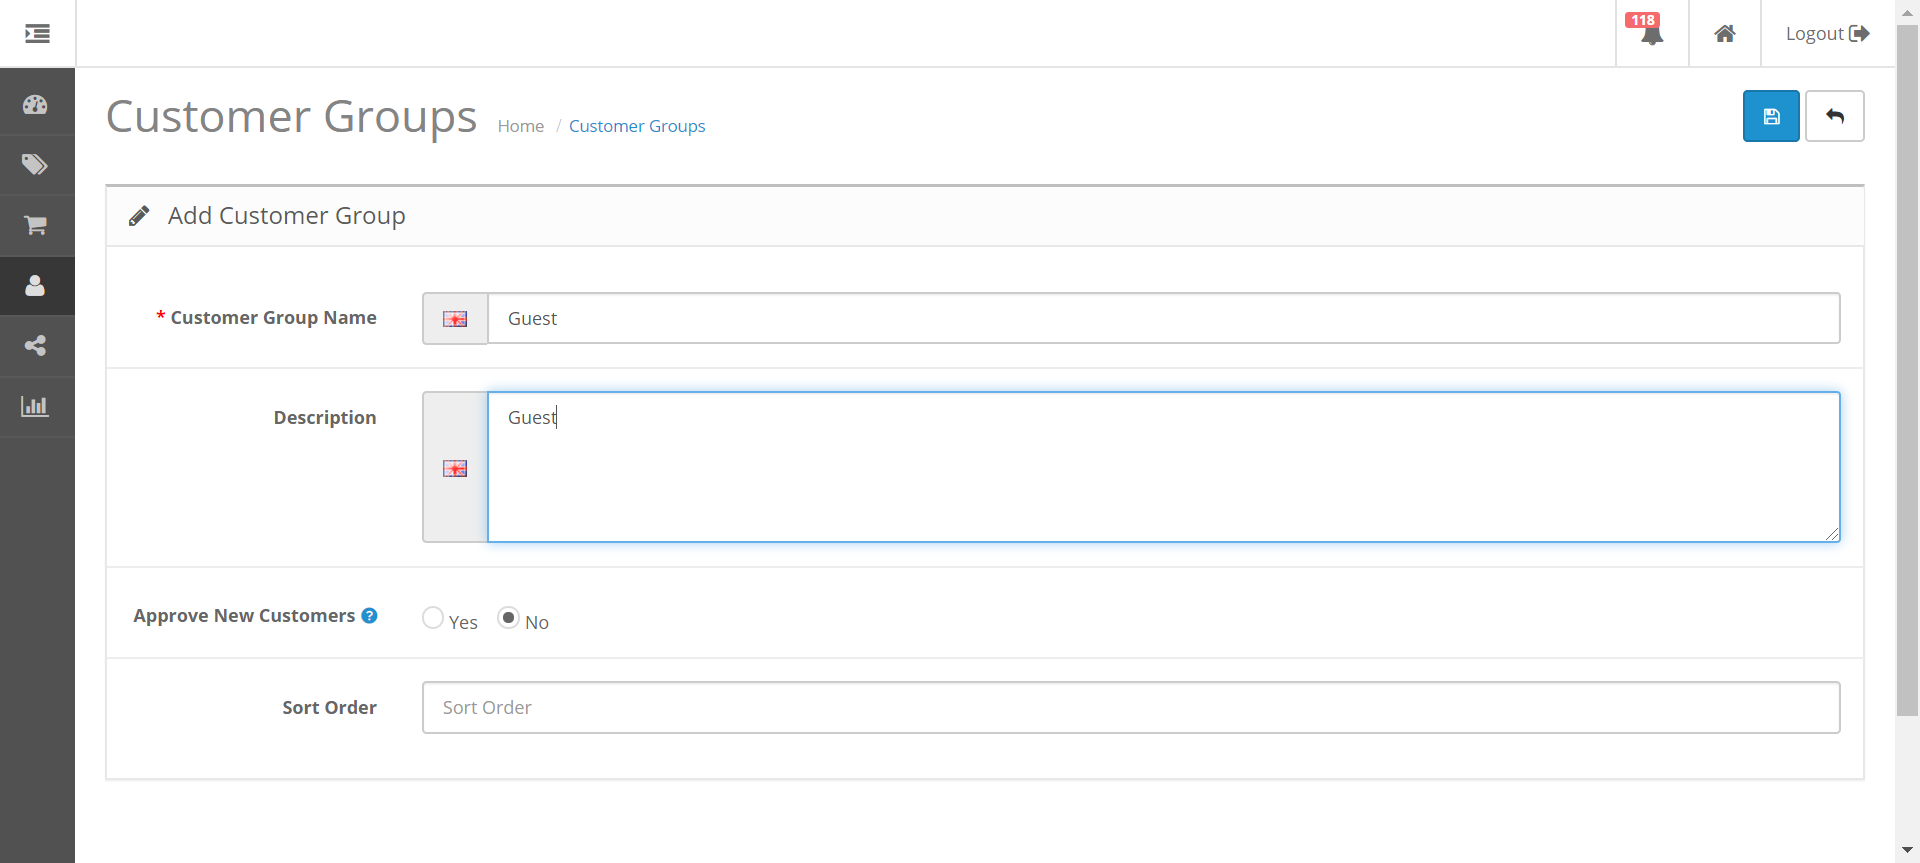 118
Logout
Customer Groups
Home / Customer Groups
Add Customer Group
* Customer Group Name
Guest
Description
Guest
Approve New Customers ?
Yes
No
Sort Order
Sort Order